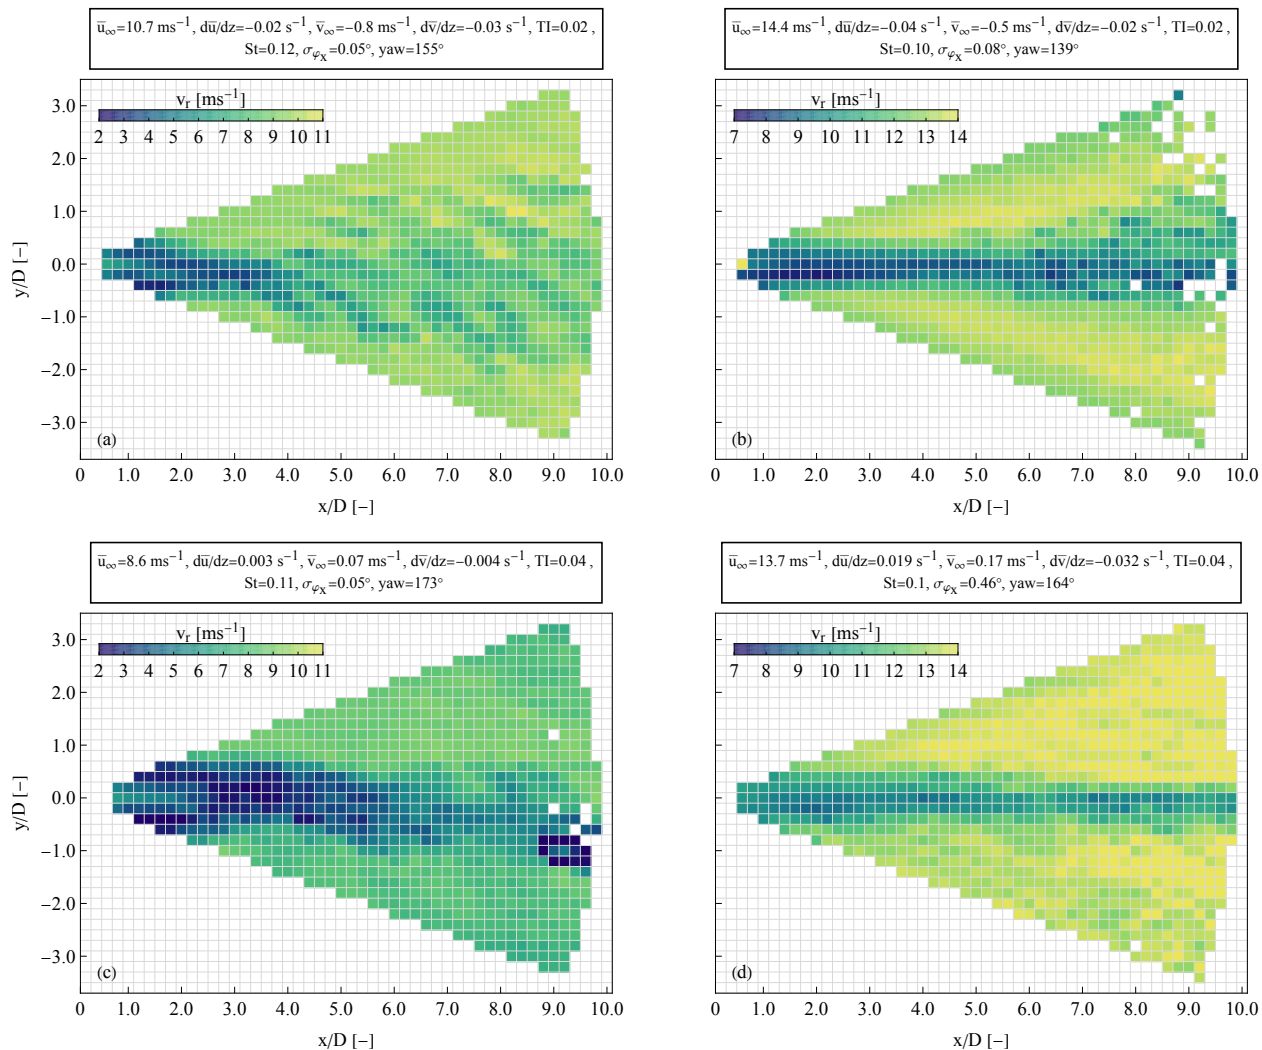 u̅∞=10.7 ms⁻¹, du̅/dz=−0.02 s⁻¹, v̅∞=−0.8 ms⁻¹, dv̅/dz=−0.03 s⁻¹, TI=0.02 ,
St=0.12, σφx=0.05°, yaw=155°
vr [ms⁻¹]
2 3 4 5 6 7 8 9 10 11
3.0
2.0
1.0
0.0
−1.0
−2.0
−3.0
y/D [−]
(a)
0 1.0 2.0 3.0 4.0 5.0 6.0 7.0 8.0 9.0 10.0
x/D [−]
u̅∞=14.4 ms⁻¹, du̅/dz=−0.04 s⁻¹, v̅∞=−0.5 ms⁻¹, dv̅/dz=−0.02 s⁻¹, TI=0.02 ,
St=0.10, σφx=0.08°, yaw=139°
vr [ms⁻¹]
7 8 9 10 11 12 13 14
(b)
0 1.0 2.0 3.0 4.0 5.0 6.0 7.0 8.0 9.0 10.0
x/D [−]
u̅∞=8.6 ms⁻¹, du̅/dz=0.003 s⁻¹, v̅∞=0.07 ms⁻¹, dv̅/dz=−0.004 s⁻¹, TI=0.04 ,
St=0.11, σφx=0.05°, yaw=173°
vr [ms⁻¹]
2 3 4 5 6 7 8 9 10 11
3.0
2.0
1.0
0.0
−1.0
−2.0
−3.0
y/D [−]
(c)
0 1.0 2.0 3.0 4.0 5.0 6.0 7.0 8.0 9.0 10.0
x/D [−]
u̅∞=13.7 ms⁻¹, du̅/dz=0.019 s⁻¹, v̅∞=0.17 ms⁻¹, dv̅/dz=−0.032 s⁻¹, TI=0.04 ,
St=0.1, σφx=0.46°, yaw=164°
vr [ms⁻¹]
7 8 9 10 11 12 13 14
(d)
0 1.0 2.0 3.0 4.0 5.0 6.0 7.0 8.0 9.0 10.0
x/D [−]